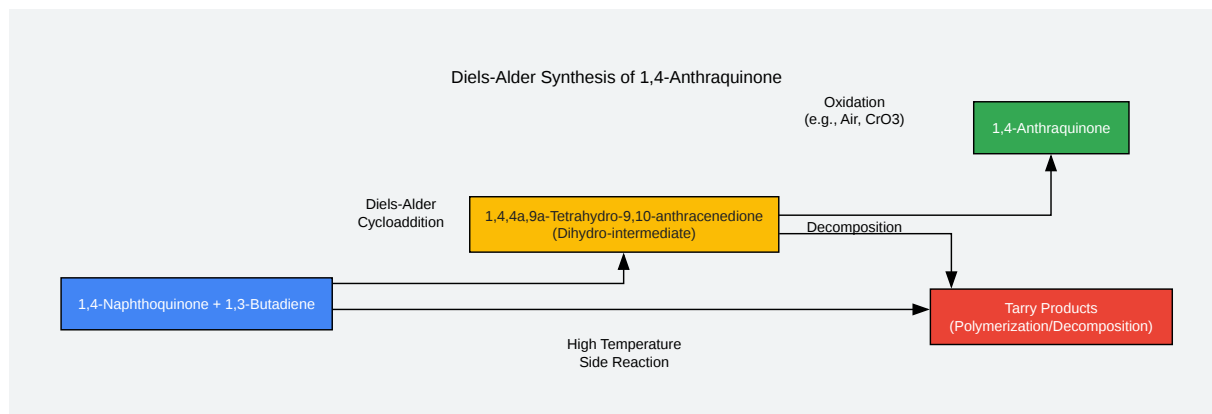 Diels-Alder Synthesis of 1,4-Anthraquinone
Oxidation
(e.g., Air, CrO3)
1,4-Anthraquinone
Diels-Alder
Cycloaddition
1,4,4a,9a-Tetrahydro-9,10-anthracenedione
(Dihydro-intermediate)
Decomposition
1,4-Naphthoquinone + 1,3-Butadiene
Tarry Products
(Polymerization/Decomposition)
High Temperature
Side Reaction